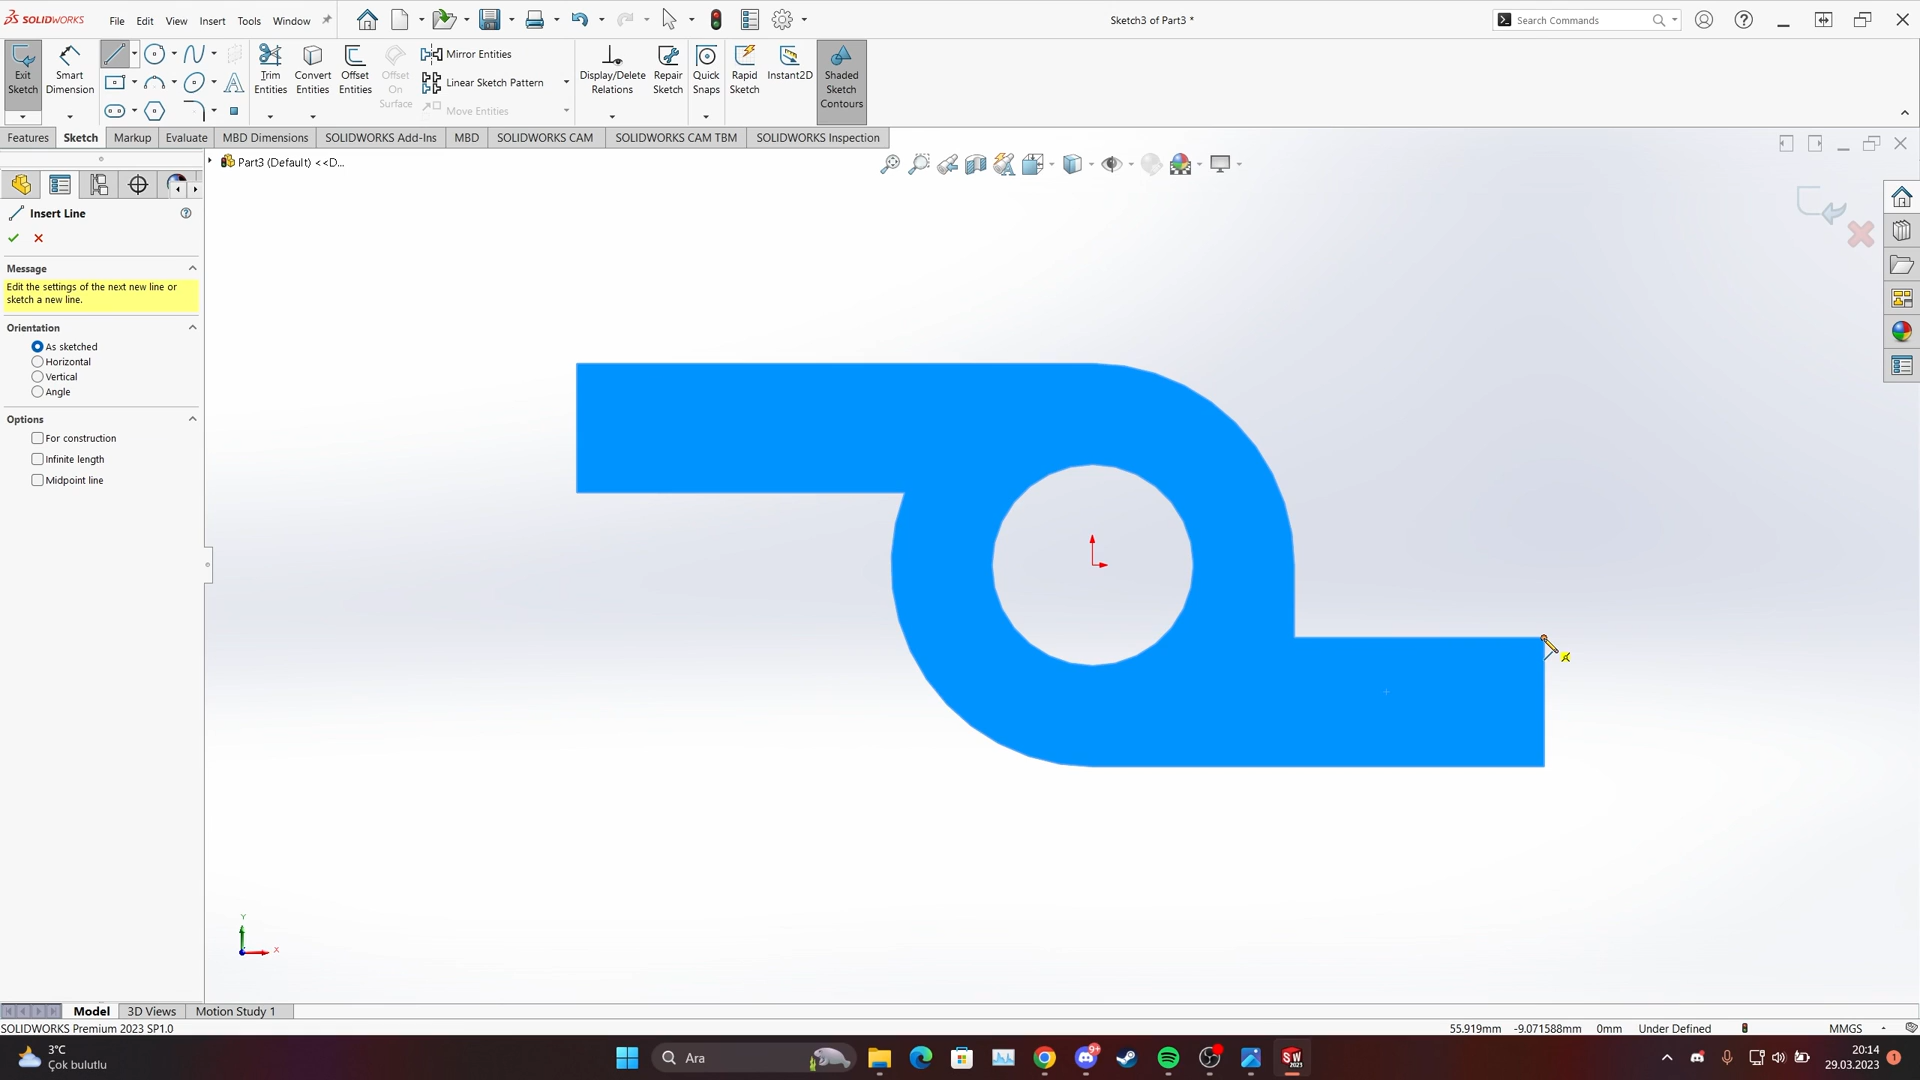 SOLIDWORKS File Edit View Insert Tools Window
Sketch3 of Part3 *
Search Commands
Exit Sketch
Smart Dimension
Trim Entities
Convert Entities
Offset Entities
Offset On Surface
Mirror Entities
Linear Sketch Pattern
Move Entities
Display/Delete Relations
Repair Sketch
Quick Snaps
Rapid Sketch
Instant2D
Shaded Sketch Contours
Features Sketch Markup Evaluate MBD Dimensions SOLIDWORKS Add-Ins MBD SOLIDWORKS CAM SOLIDWORKS CAM TBM SOLIDWORKS Inspection
Part3 (Default) <<D...
Insert Line
Message
Edit the settings of the next new line or
sketch a new line.
Orientation
As sketched
Horizontal
Vertical
Angle
Options
For construction
Infinite length
Midpoint line
Y
X
Model 3D Views Motion Study 1
SOLIDWORKS Premium 2023 SP1.0
55.919mm -9.071588mm 0mm Under Defined MMGS
3°C
Çok bulutlu
Ara
9+
SW
2023
20:14
29.03.2023
1